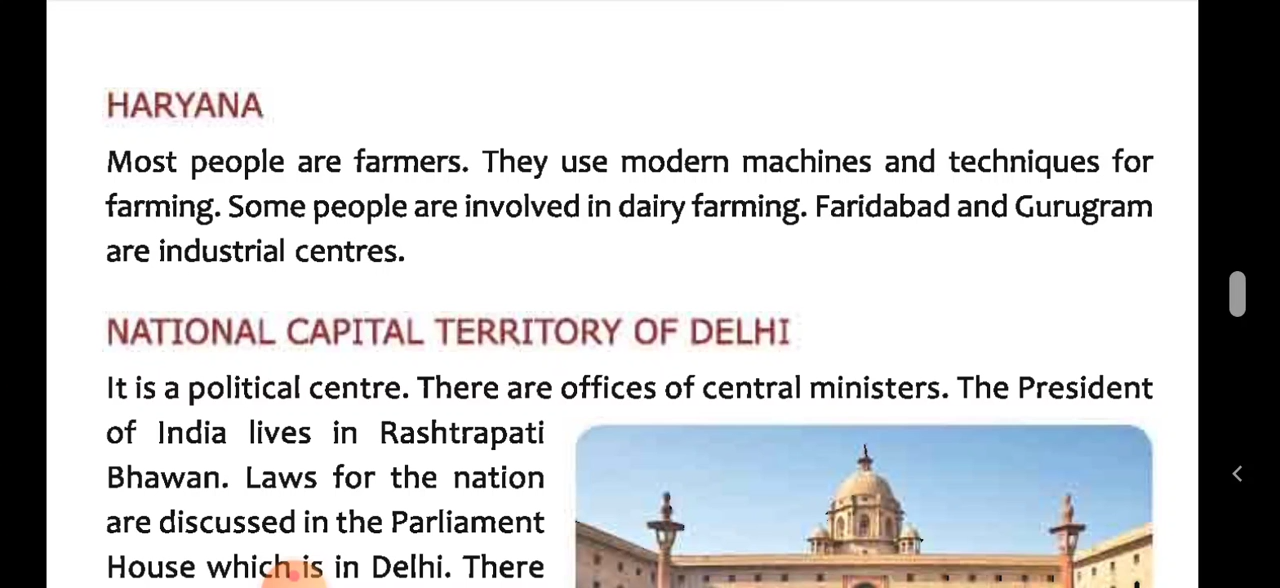 HARYANA
Most people are farmers. They use modern machines and techniques for
farming. Some people are involved in dairy farming. Faridabad and Gurugram
are industrial centres.
NATIONAL CAPITAL TERRITORY OF DELHI
It is a political centre. There are offices of central ministers. The President
of India lives in Rashtrapati
Bhawan. Laws for the nation
are discussed in the Parliament
House which is in Delhi. There